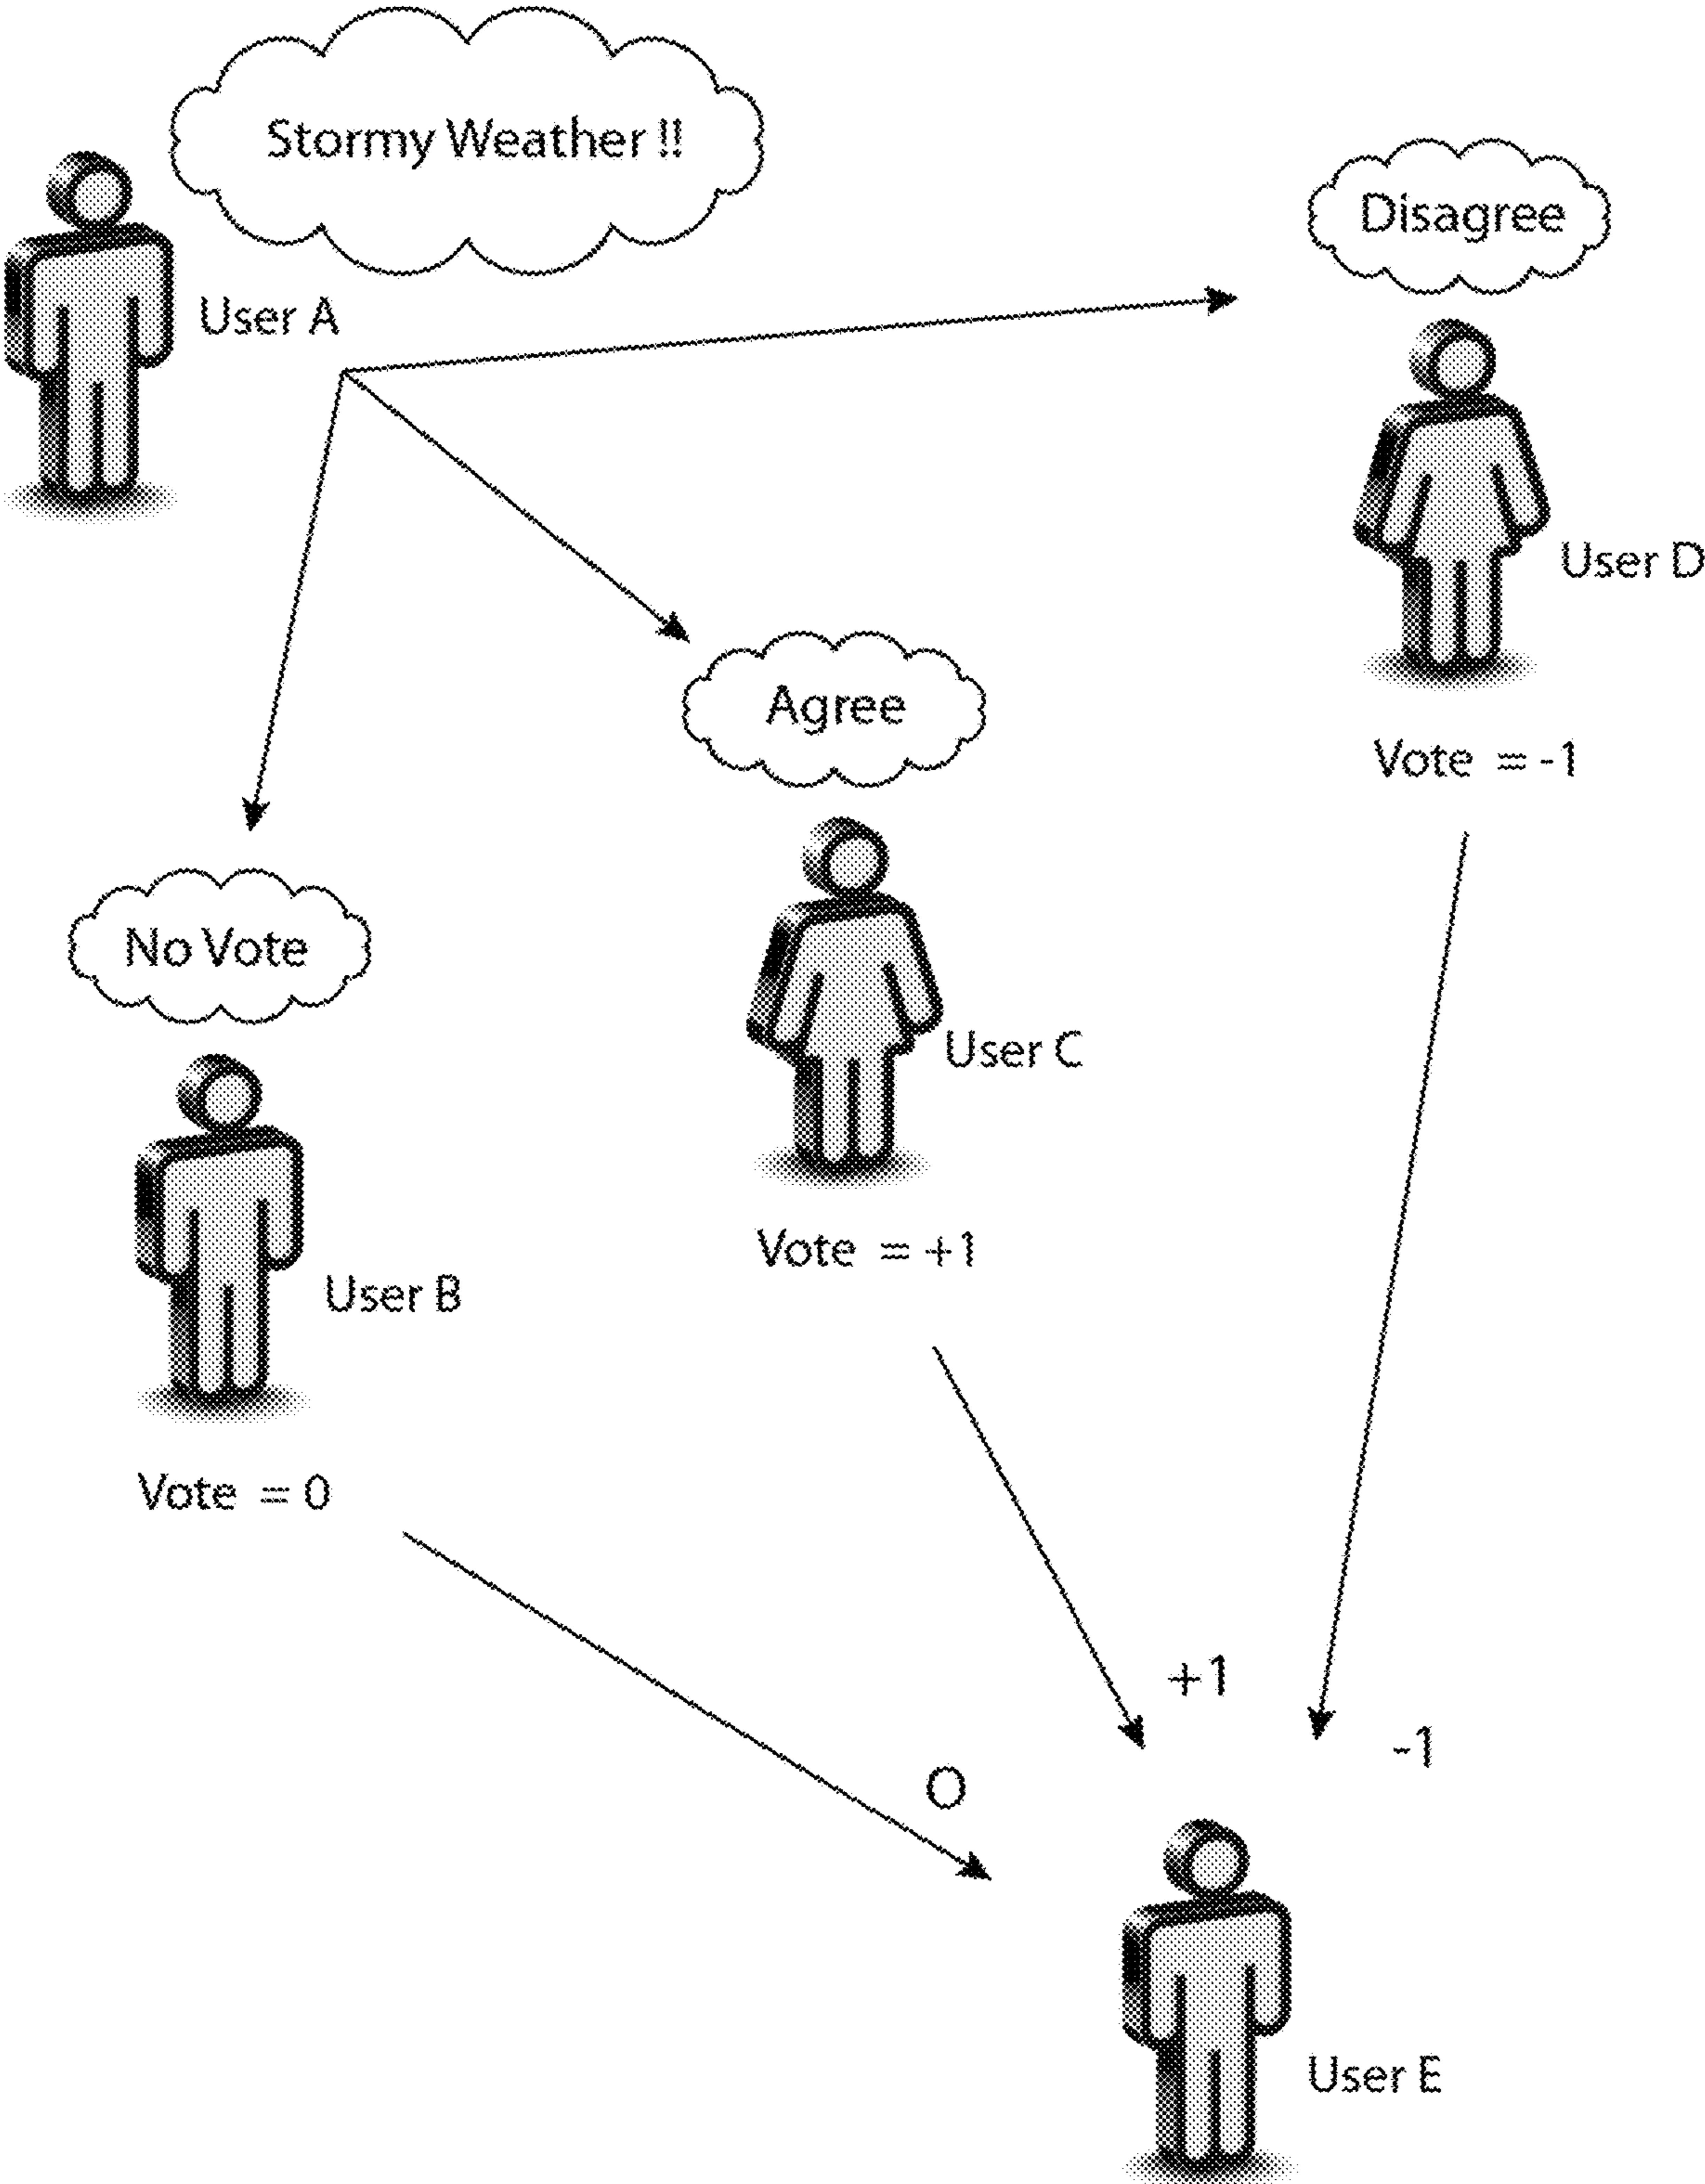 Stormy Weather !!
User A
Disagree
User D
Vote = -1
Agree
User C
Vote = +1
No Vote
User B
Vote = 0
+1
-1
O
User E